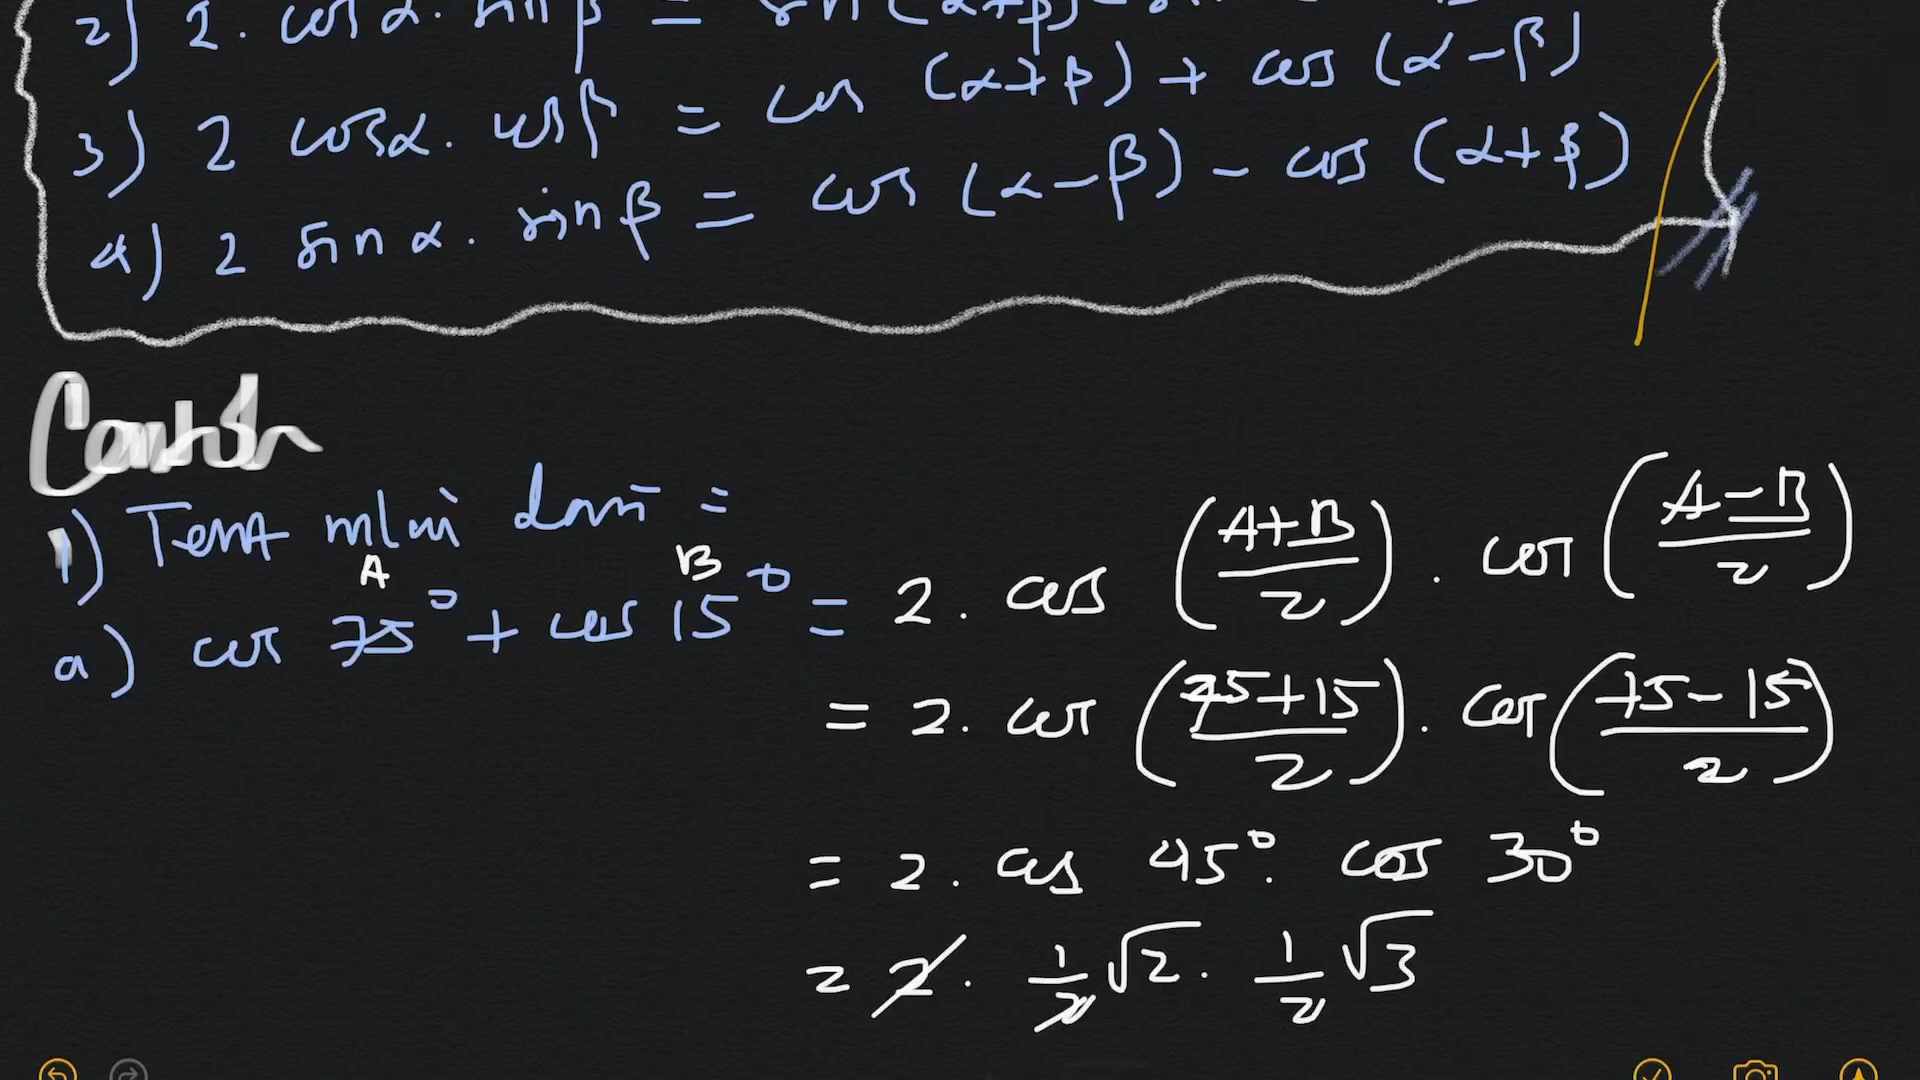 2) 2. cos α. sin β = sin (α+β) -
3) 2 cos α. cos β = cos (α+β) + cos (α-β)
4) 2 sin α. sin β = cos (α-β) - cos (α+β)
Contoh
1) Tent nilai dari =
A B
a) cos 75° + cos 15° = 2. cos ((A+B)/2). cos ((A-B)/2)
= 2. cos ((75+15)/2). cos ((75-15)/2)
= 2. cos 45°. cos 30°
= 2. 1/2 √2. 1/2 √3